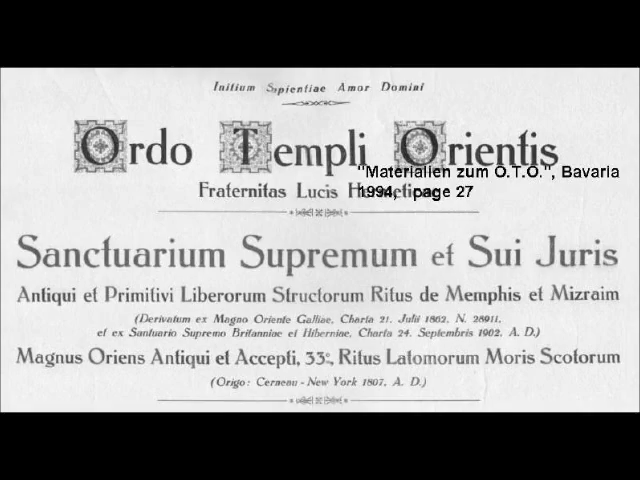 Initium Sapientiae Amor Domini
Ordo Templi Orientis
"Materialien zum O.T.O.", Bavaria
Fraternitas Lucis Hermeticae
1994, page 27
Sanctuarium Supremum et Sui Juris
Antiqui et Primitivi Liberorum Structorum Ritus de Memphis et Mizraim
(Derivatum ex Magno Oriente Galliae, Charta 21. Julii 1862, N. 28911,
et ex Santuario Supremo Britanniae et Hiberniae, Charta 24. Septembris 1902, A. D.)
Magnus Oriens Antiqui et Accepti, 33º, Ritus Latomorum Moris Scotorum
(Origo: Cerneau - New York 1807, A. D.)